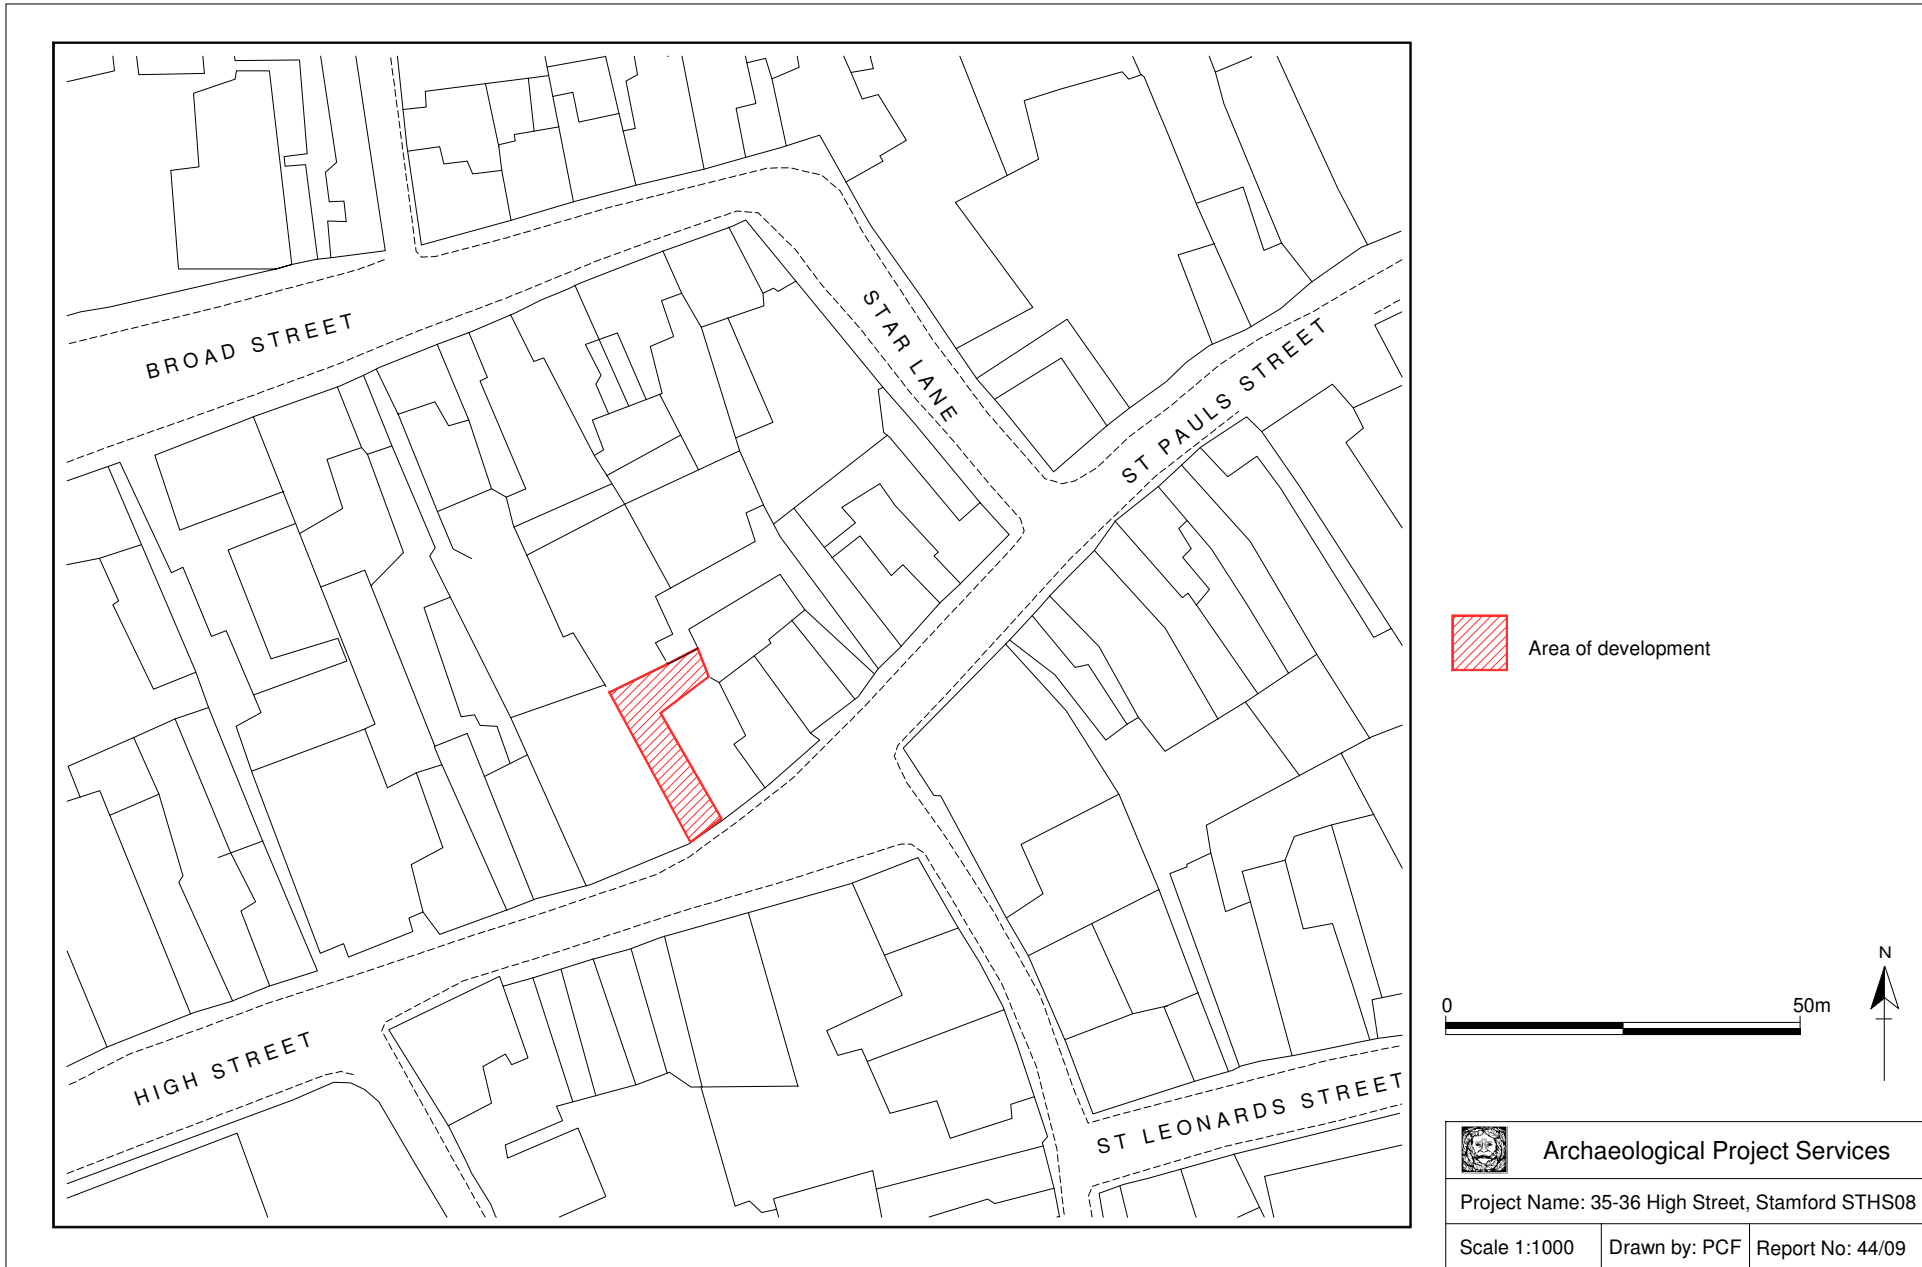 BROAD STREET
STAR LANE
ST PAULS STREET
HIGH STREET
ST LEONARDS STREET
Area of development
N
0 50m
Archaeological Project Services
Project Name: 35-36 High Street, Stamford STHS08
Scale 1:1000 Drawn by: PCF Report No: 44/09